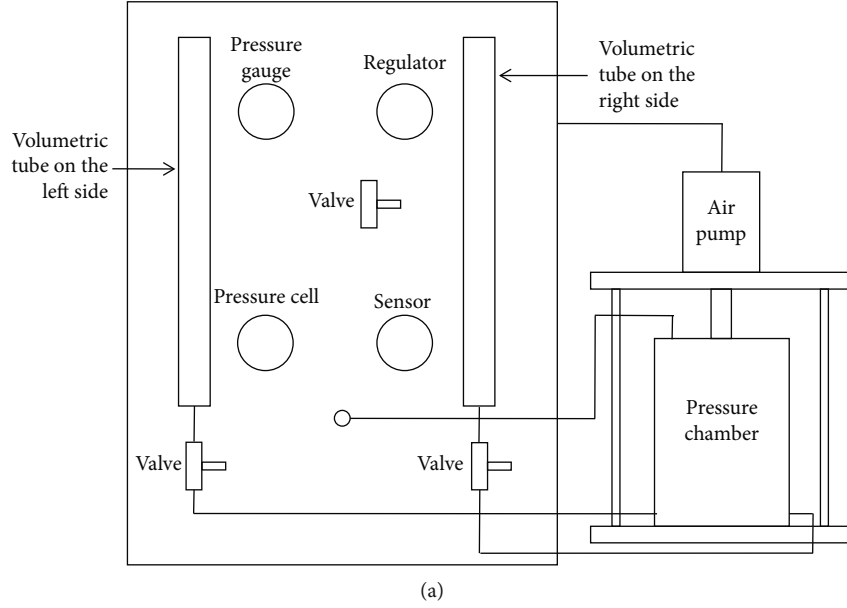 Pressure
gauge
Regulator
Volumetric
tube on the
right side
Volumetric
tube on the
left side
Valve
Air
pump
Pressure cell
Sensor
Pressure
chamber
Valve
Valve
(a)